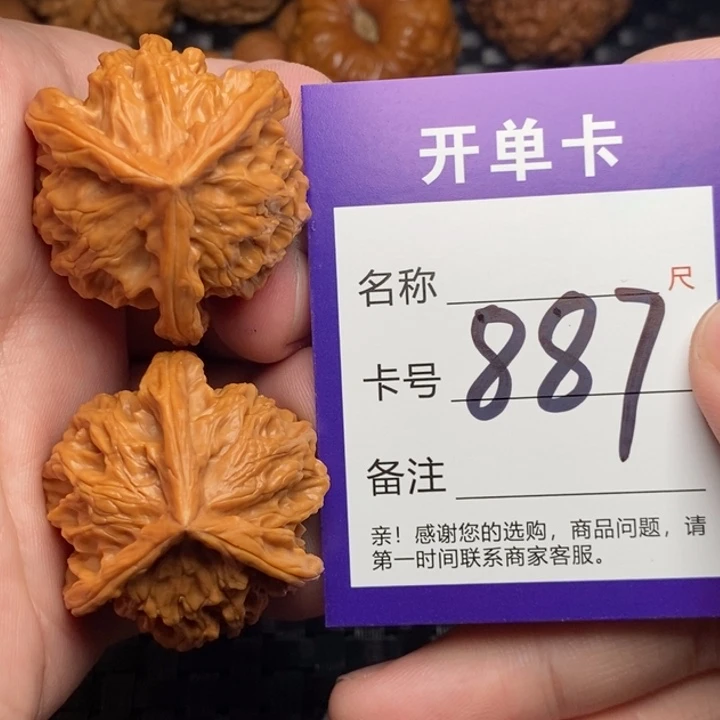 开单卡
名称 尺
卡号 887
备注
亲！感谢您的选购，商品问题，请
第一时间联系商家客服。